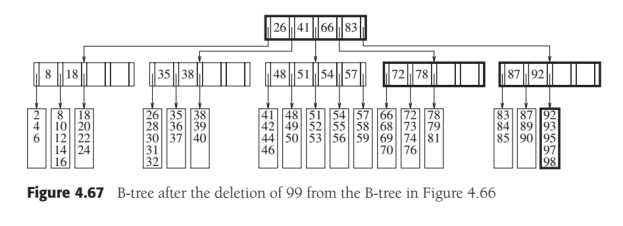 26 41 66 83
8 18 35 38 48 51 54 57 72 78 87 92
2 8 18 26 35 38 41 48 51 54 57 66 72 78 83 87 92
4 10 20 28 36 39 42 49 52 55 58 68 73 79 84 89 93
6 12 22 30 37 40 44 50 53 56 59 69 74 81 85 90 95
14 24 31 46 70 76 97
16 32 98
Figure 4.67 B-tree after the deletion of 99 from the B-tree in Figure 4.66